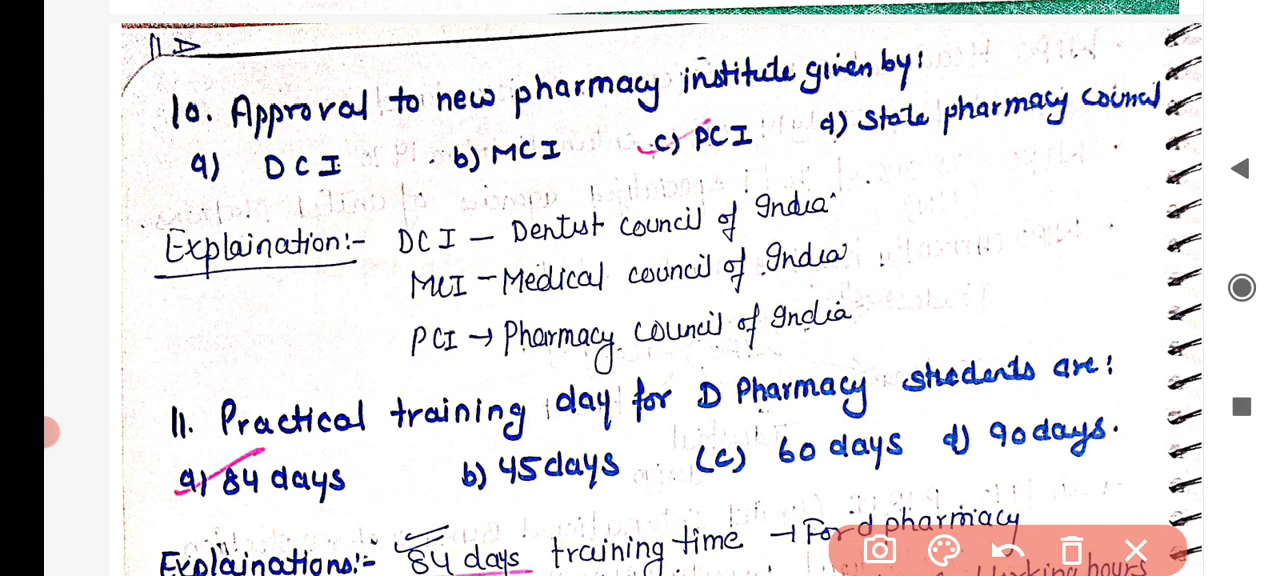 10. Approval to new pharmacy institute given by:
a) DCI b) MCI c) PCI d) State pharmacy council
Explaination:- DCI - Dentist council of India
MCI - Medical council of India
PCI → Pharmacy council of India
11. Practical training day for D Pharmacy students are:
a) 84 days b) 45 days (c) 60 days d) 90 days.
Explainations:- 84 days training time → For d pharmacy
hours